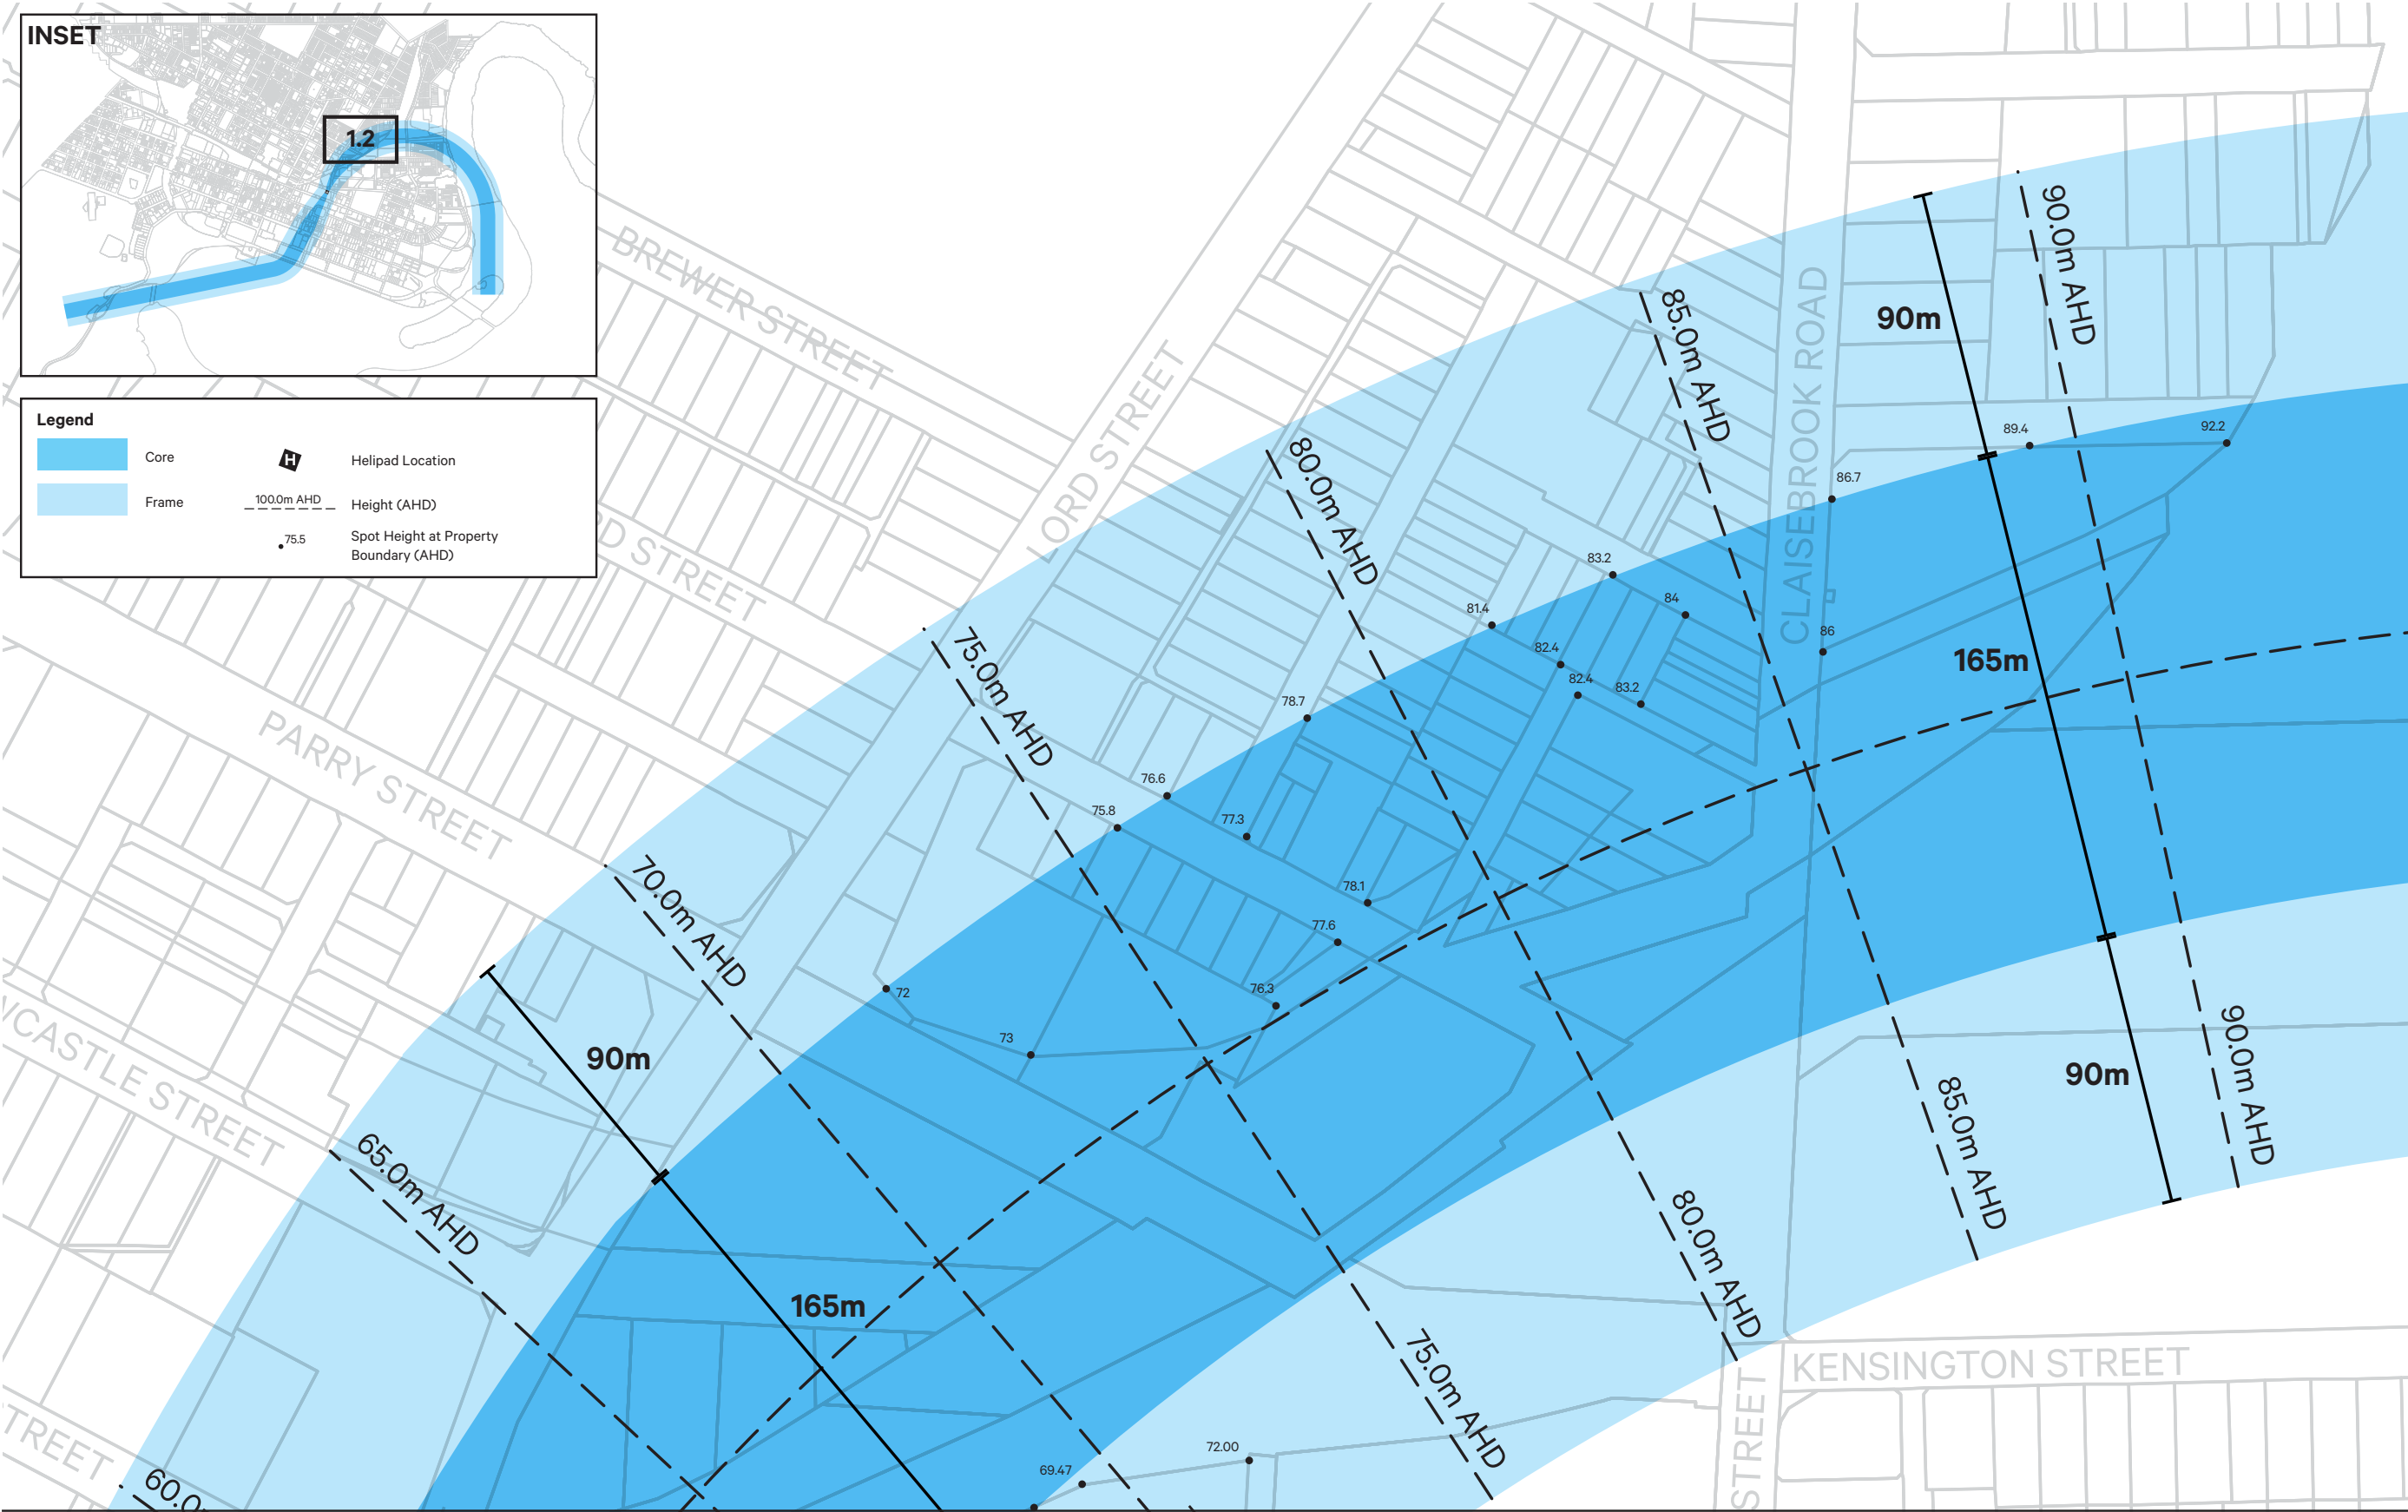 INSET
1.2
Legend
Core
Frame
H
Helipad Location
100.0m AHD
Height (AHD)
75.5
Spot Height at Property
Boundary (AHD)
BREWER STREET
LORD STREET
RD STREET
PARRY STREET
WCASTLE STREET
TREET
CLAISEBROOK ROAD
KENSINGTON STREET
STREET
90.0m AHD
85.0m AHD
80.0m AHD
75.0m AHD
70.0m AHD
65.0m AHD
60.0
90m
165m
90m
90m
165m
90.0m AHD
85.0m AHD
80.0m AHD
75.0m AHD
89.4
92.2
86.7
83.2
84
81.4
86
82.4
82.4
83.2
78.7
76.6
75.8
77.3
78.1
77.6
76.3
72
73
72.00
69.47